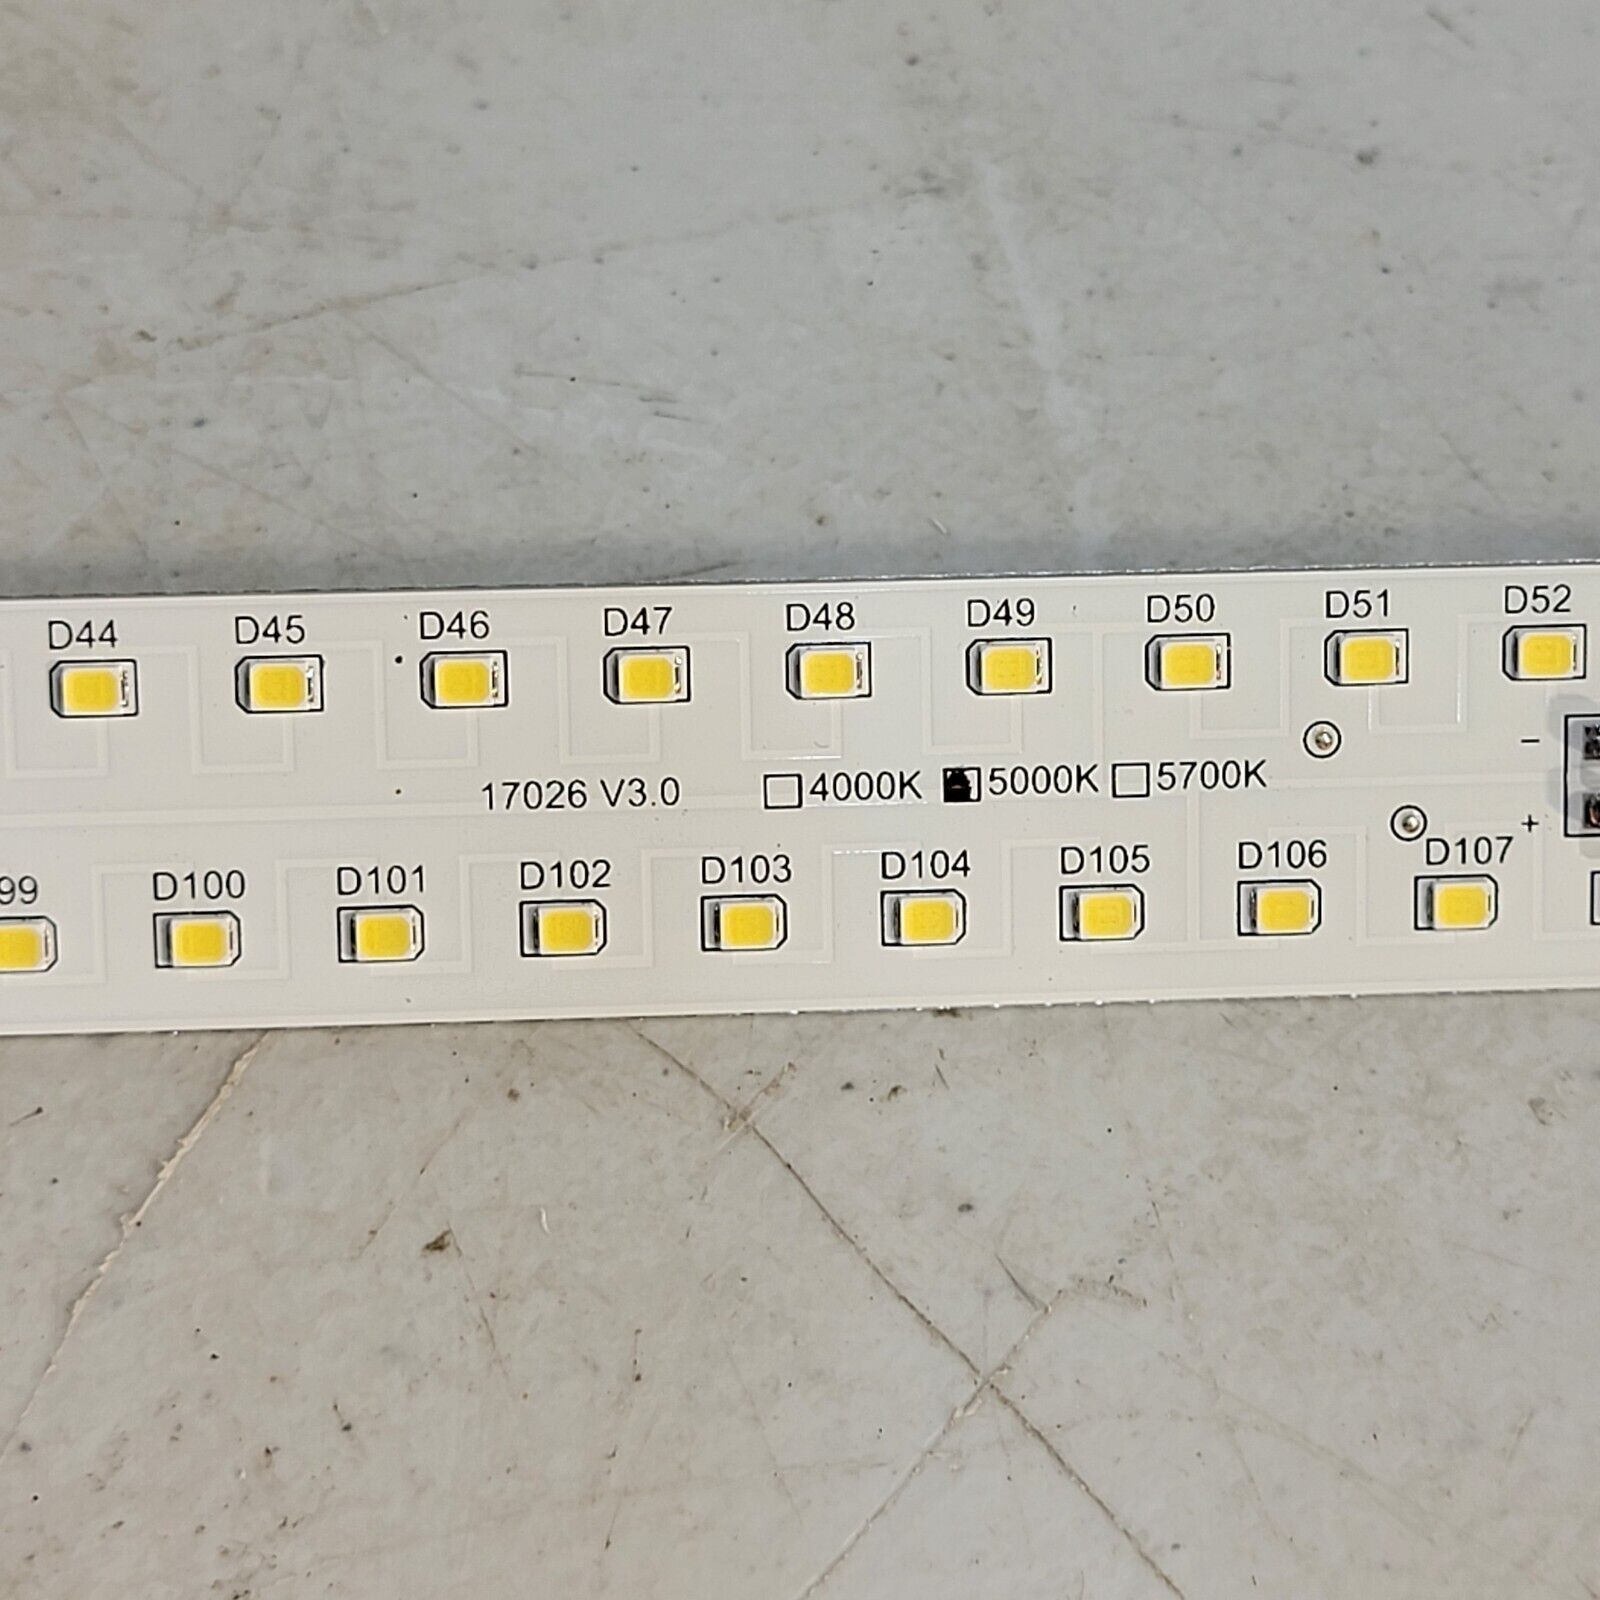 D44 D45 D46 D47 D48 D49 D50 D51 D52
17026 V3.0 4000K 5000K 5700K −
+
99 D100 D101 D102 D103 D104 D105 D106 D107